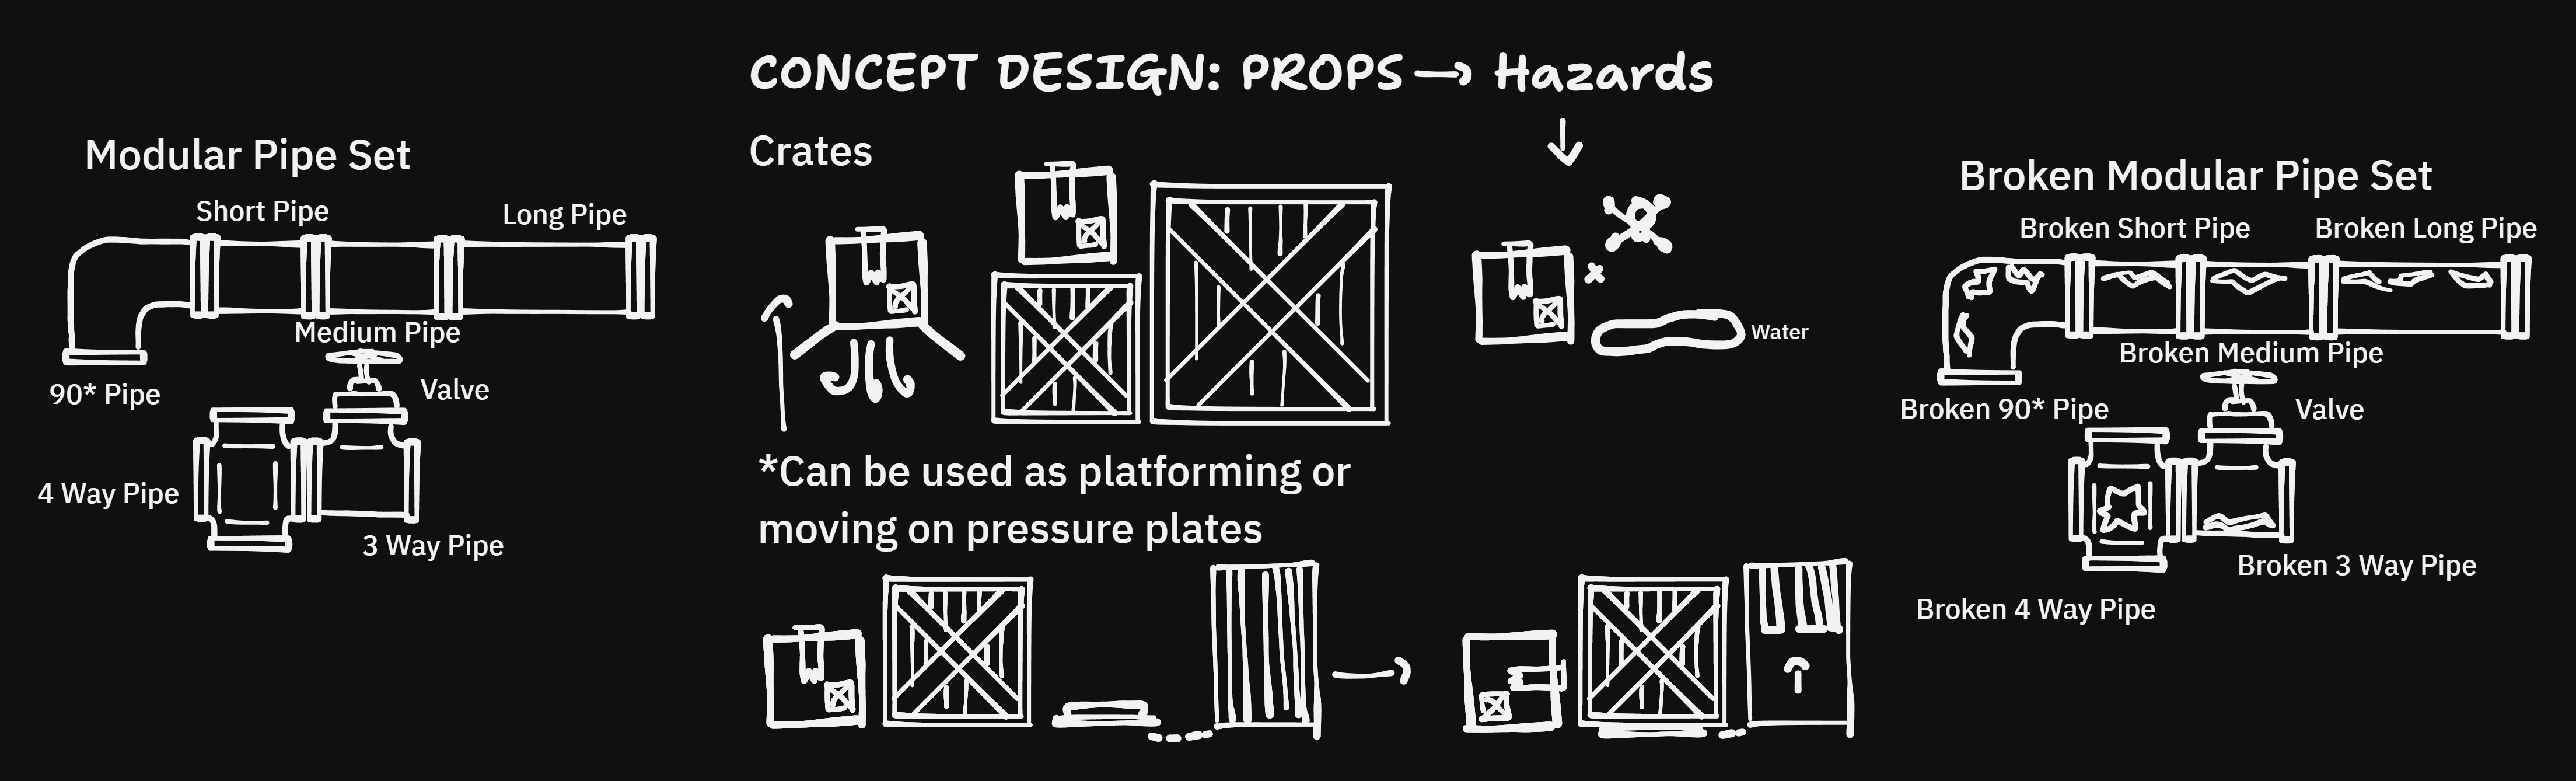 CONCEPT DESIGN: PROPS → Hazards
Modular Pipe Set
Short Pipe
Long Pipe
Medium Pipe
90* Pipe
Valve
4 Way Pipe
3 Way Pipe
Crates
Water
*Can be used as platforming or
moving on pressure plates
Broken Modular Pipe Set
Broken Short Pipe
Broken Long Pipe
Broken Medium Pipe
Broken 90* Pipe
Valve
Broken 3 Way Pipe
Broken 4 Way Pipe